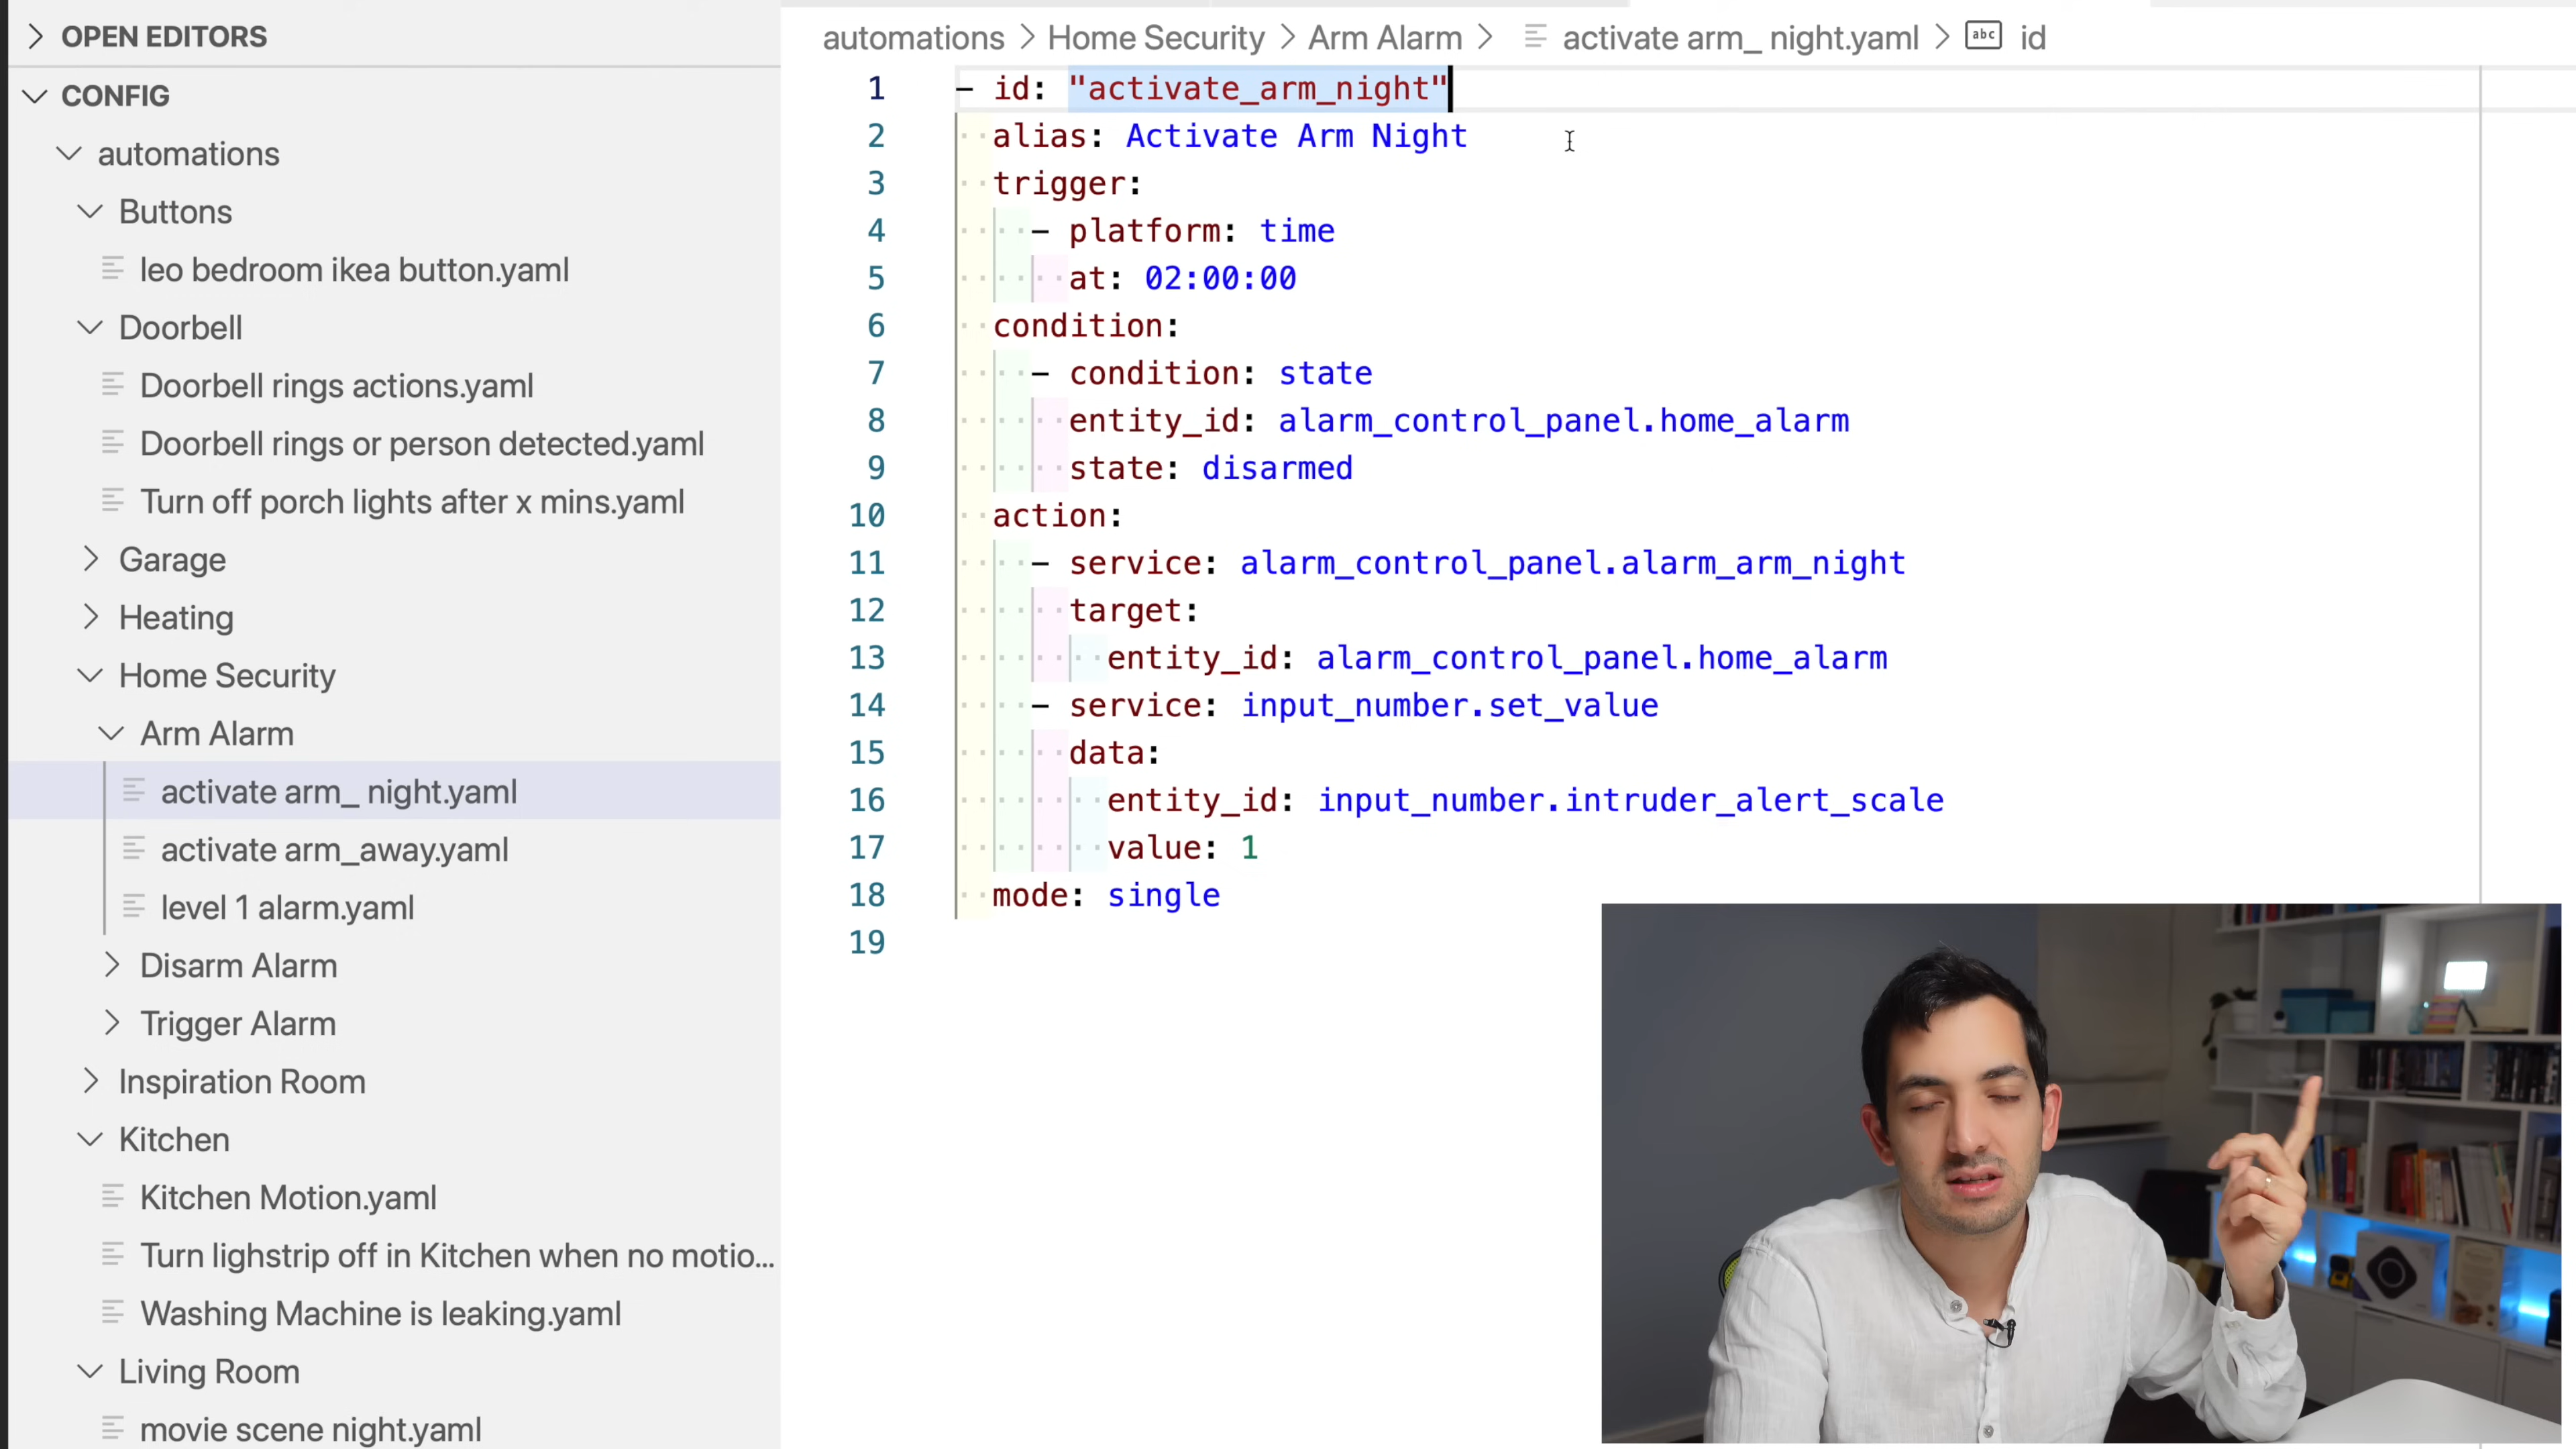 OPEN EDITORS
CONFIG
automations
Buttons
leo bedroom ikea button.yaml
Doorbell
Doorbell rings actions.yaml
Doorbell rings or person detected.yaml
Turn off porch lights after x mins.yaml
Garage
Heating
Home Security
Arm Alarm
activate arm_ night.yaml
activate arm_away.yaml
level 1 alarm.yaml
Disarm Alarm
Trigger Alarm
Inspiration Room
Kitchen
Kitchen Motion.yaml
Turn lighstrip off in Kitchen when no motio...
Washing Machine is leaking.yaml
Living Room
movie scene night.yaml
automations > Home Security > Arm Alarm > activate arm_ night.yaml > abc id
1 - id: "activate_arm_night"
2 alias: Activate Arm Night
3 trigger:
4 - platform: time
5 at: 02:00:00
6 condition:
7 - condition: state
8 entity_id: alarm_control_panel.home_alarm
9 state: disarmed
10 action:
11 - service: alarm_control_panel.alarm_arm_night
12 target:
13 entity_id: alarm_control_panel.home_alarm
14 - service: input_number.set_value
15 data:
16 entity_id: input_number.intruder_alert_scale
17 value: 1
18 mode: single
19